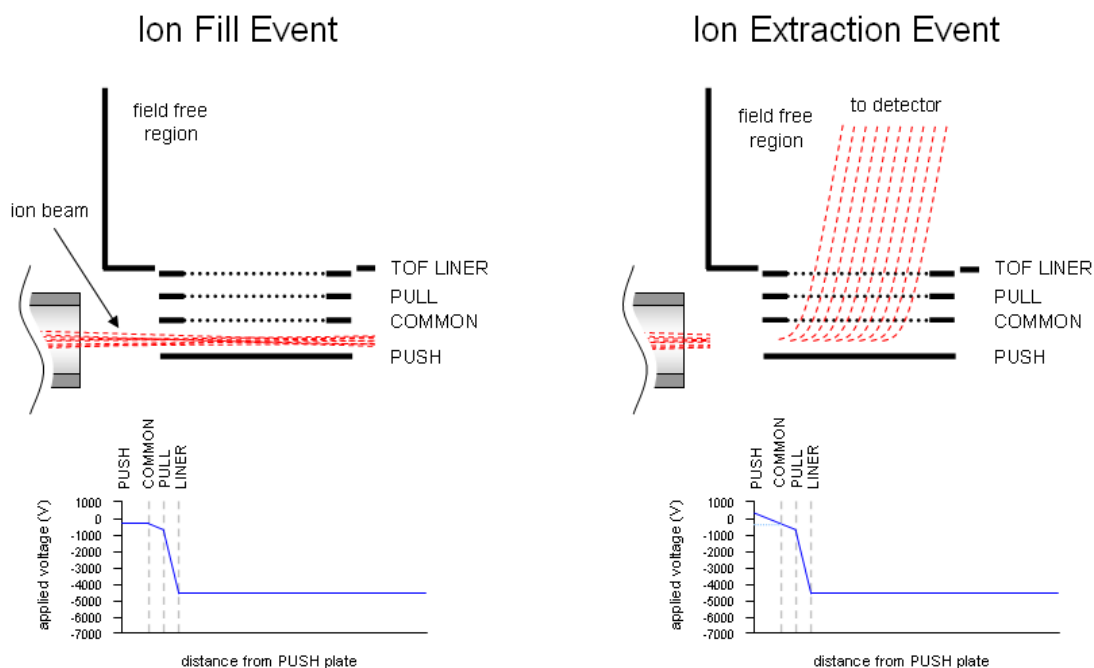 Ion Fill Event
field free
region
ion beam
TOF LINER
PULL
COMMON
PUSH
PUSH
COMMON
PULL
LINER
applied voltage (V)
1000
0
-1000
-2000
-3000
-4000
-5000
-6000
-7000
distance from PUSH plate
Ion Extraction Event
field free
region
to detector
TOF LINER
PULL
COMMON
PUSH
PUSH
COMMON
PULL
LINER
applied voltage (V)
1000
0
-1000
-2000
-3000
-4000
-5000
-6000
-7000
distance from PUSH plate